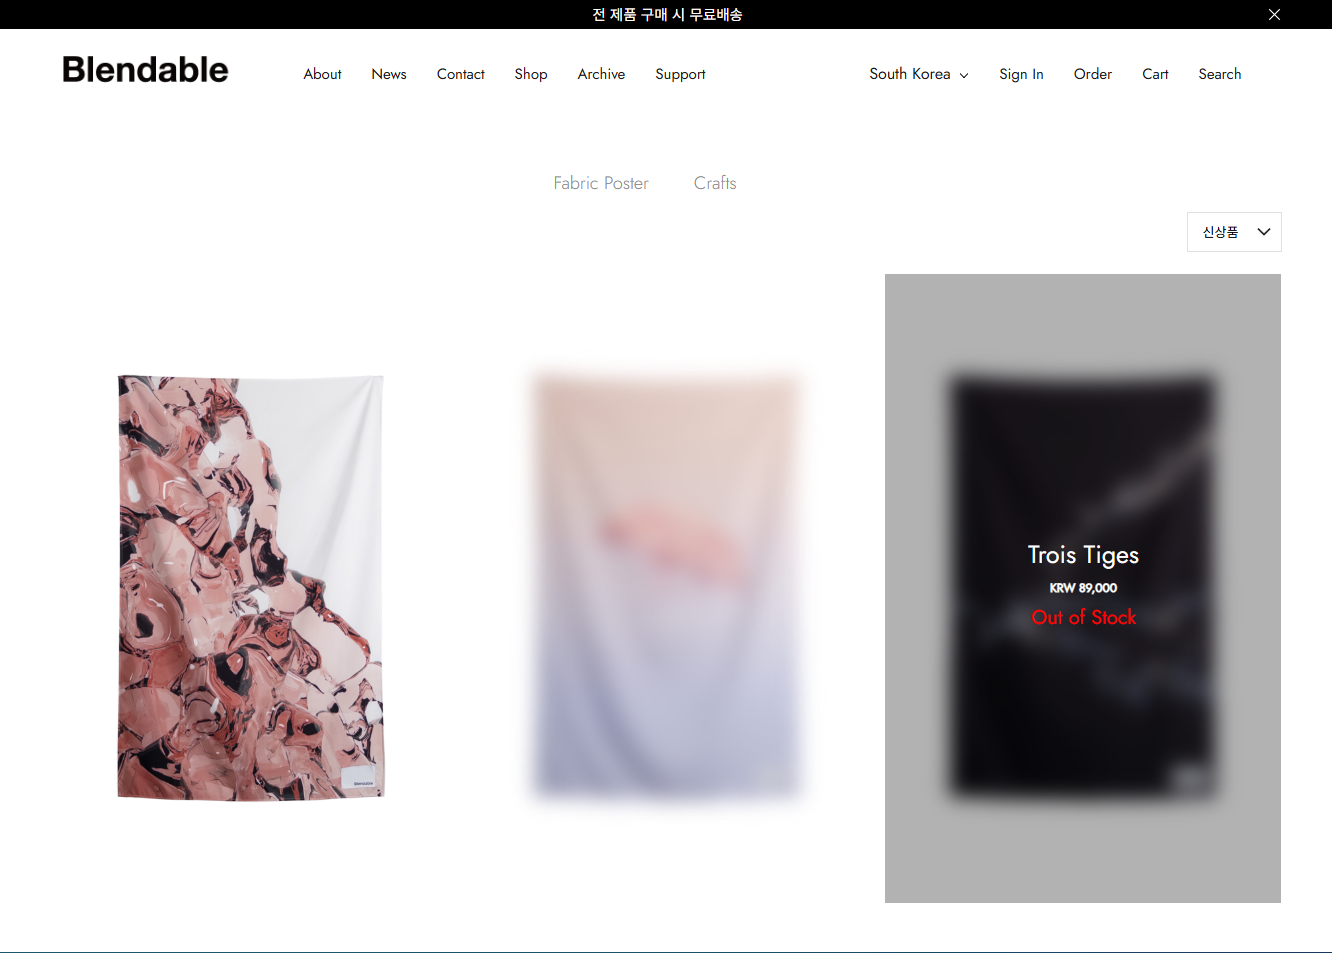 전 제품 구매 시 무료배송
Blendable
About News Contact Shop Archive Support
South Korea Sign In Order Cart Search
Fabric Poster Crafts
신상품
Trois Tiges
KRW 89,000
Out of Stock
Blendable